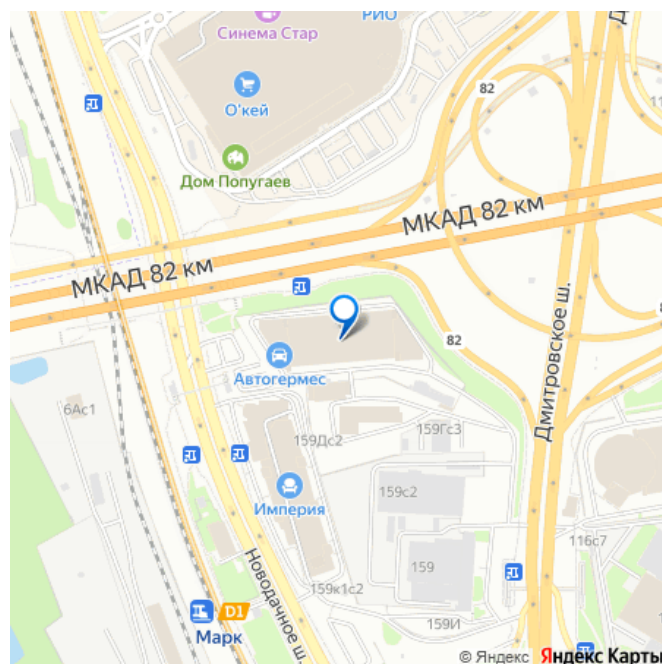 Синема Стар
РИО
О'кей
82
Дом Попугаев
МКАД 82 км
МКАД 82 км
82
Автогермес
Дмитровское ш.
6Ас1
159Дс2
159Гс3
159с2
Империя
116с7
159
159к1с2
Новодачное ш.
D1
Марк
159И
© Яндекс Яндекс Карты